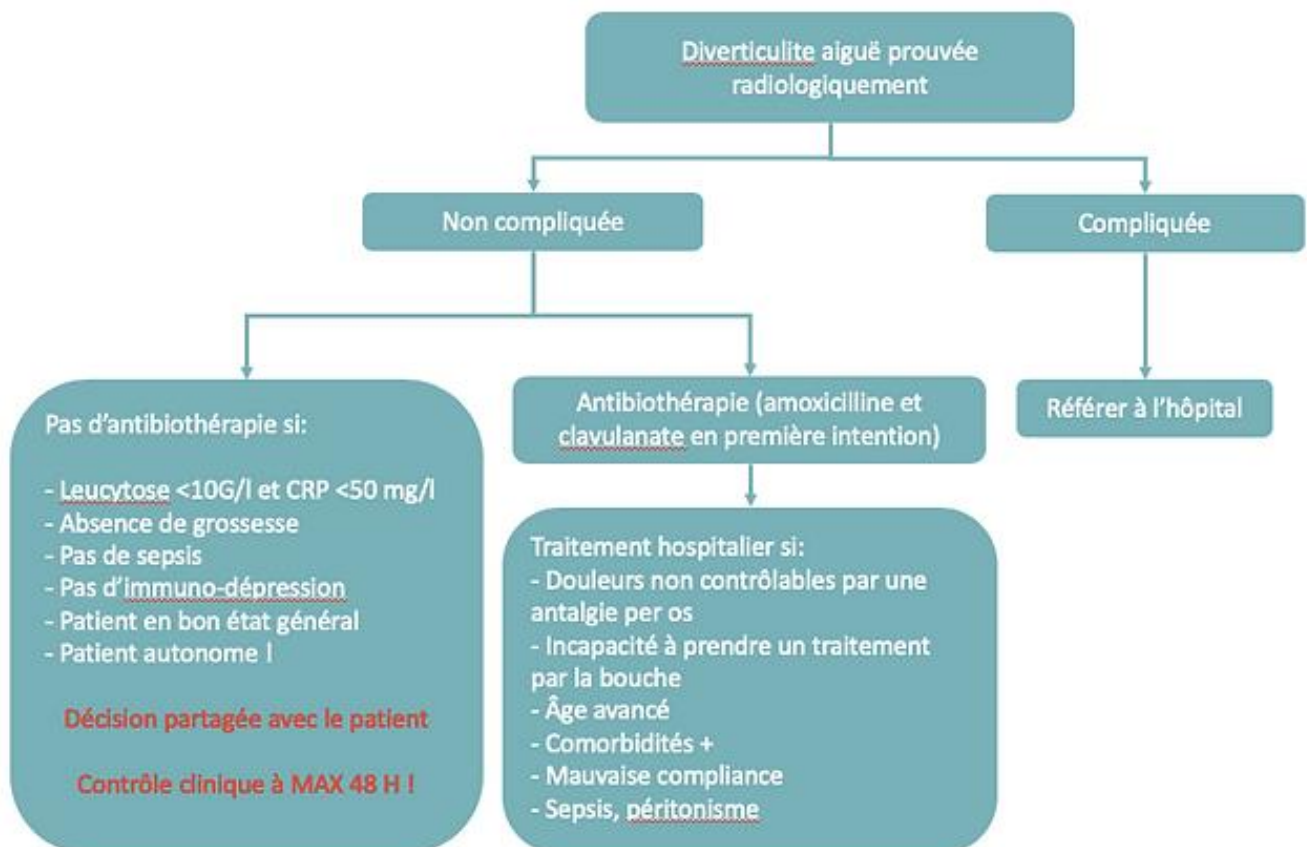 Diverticulite aiguë prouvée
radiologiquement
Non compliquée
Compliquée
Pas d'antibiothérapie si:
- Leucytose <10G/l et CRP <50 mg/l
- Absence de grossesse
- Pas de sepsis
- Pas d'immuno-dépression
- Patient en bon état général
- Patient autonome !
Décision partagée avec le patient
Contrôle clinique à MAX 48 H !
Antibiothérapie (amoxicilline et
clavulanate en première intention)
Traitement hospitalier si:
- Douleurs non contrôlables par une
antalgie per os
- Incapacité à prendre un traitement
par la bouche
- Âge avancé
- Comorbidités +
- Mauvaise compliance
- Sepsis, péritonisme
Référer à l'hôpital